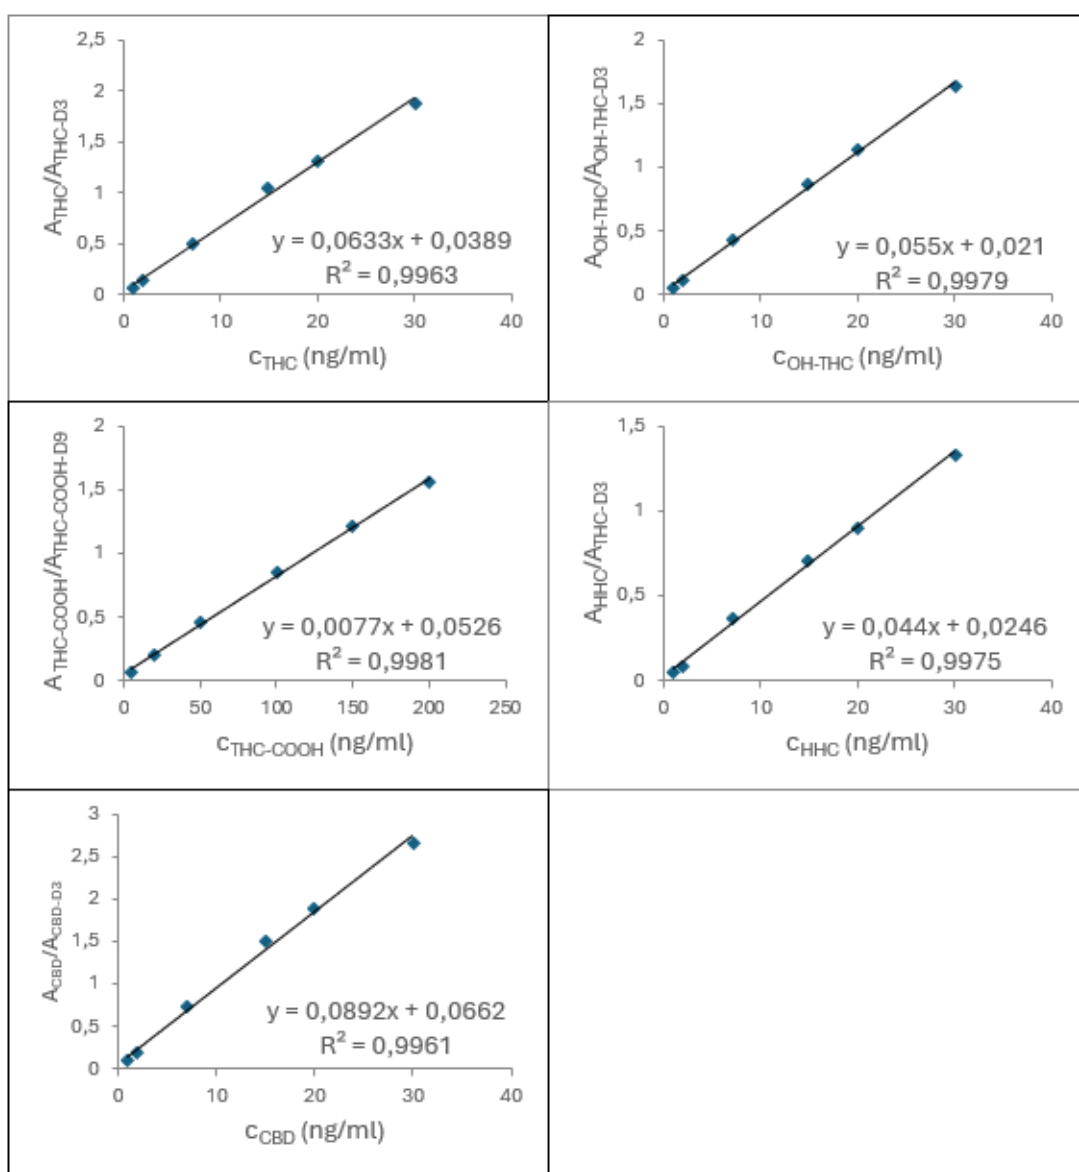 2,5
2
1,5
1
0,5
0
0 10 20 30 40
A_THC/A_THC-D3
y = 0,0633x + 0,0389
R² = 0,9963
c_THC (ng/ml)
2
1,5
1
0,5
0
0 10 20 30 40
A_OH-THC/A_OH-THC-D3
y = 0,055x + 0,021
R² = 0,9979
c_OH-THC (ng/ml)
2
1,5
1
0,5
0
0 50 100 150 200 250
A_THC-COOH/A_THC-COOH-D9
y = 0,0077x + 0,0526
R² = 0,9981
c_THC-COOH (ng/ml)
1,5
1
0,5
0
0 10 20 30 40
A_HHC/A_THC-D3
y = 0,044x + 0,0246
R² = 0,9975
c_HHC (ng/ml)
3
2,5
2
1,5
1
0,5
0
0 10 20 30 40
A_CBD/A_CBD-D3
y = 0,0892x + 0,0662
R² = 0,9961
c_CBD (ng/ml)